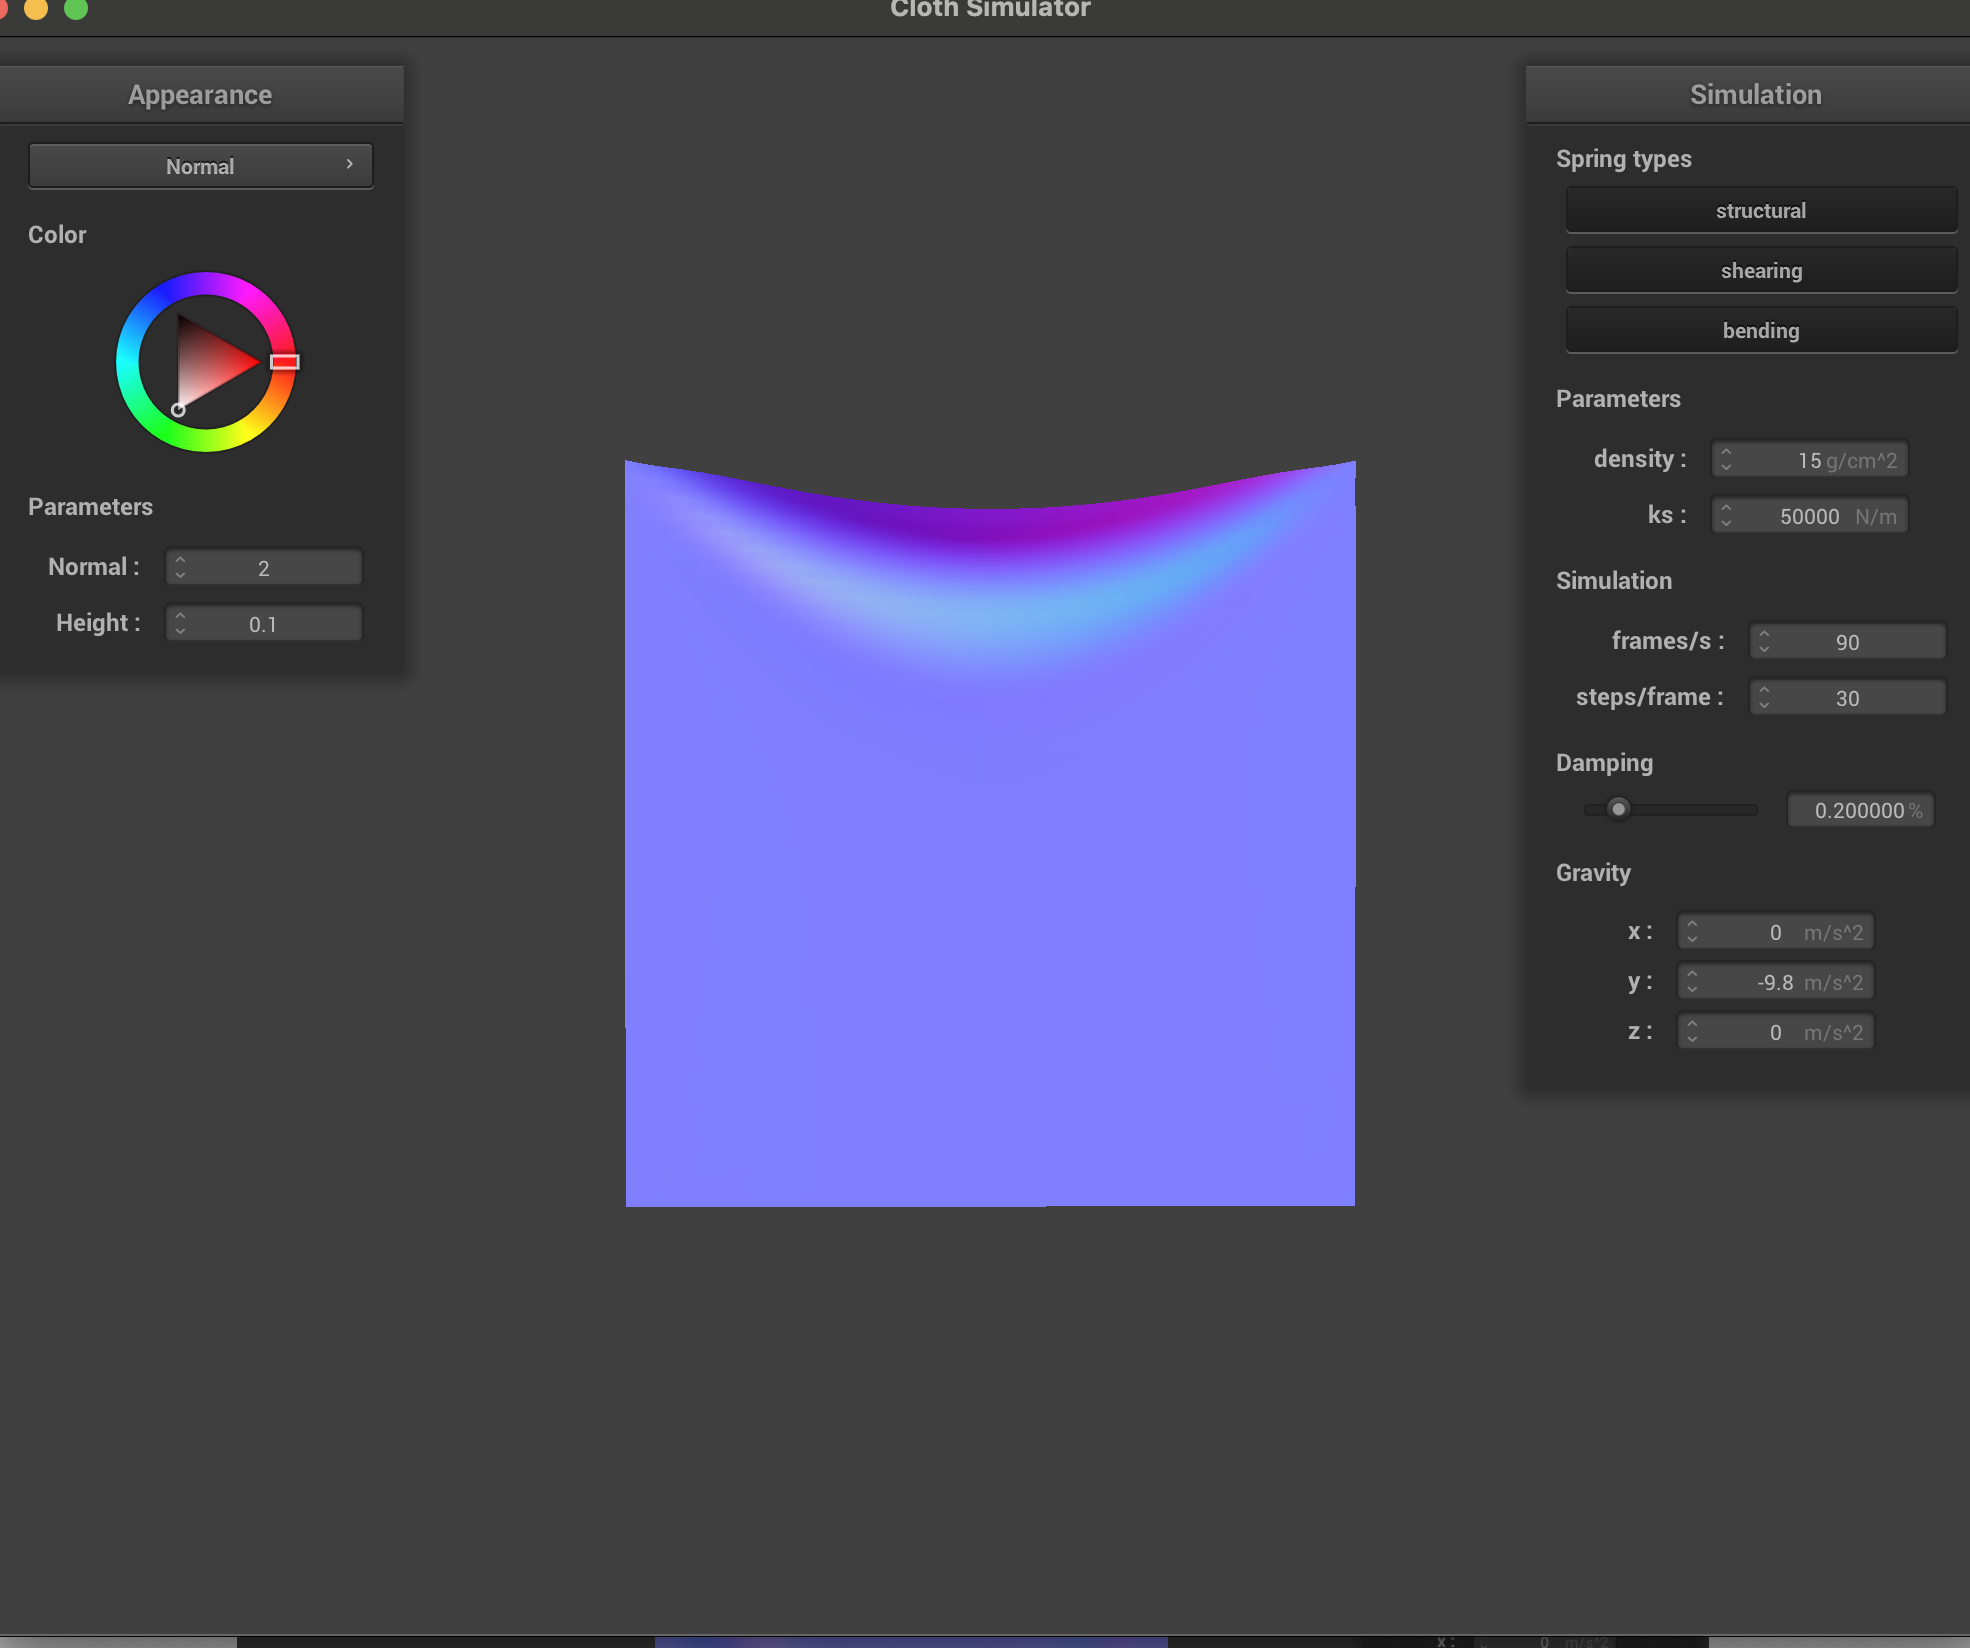 Cloth Simulator
Appearance
Normal
Color
Parameters
Normal : 2
Height : 0.1
Simulation
Spring types
structural
shearing
bending
Parameters
density : 15 g/cm^2
ks : 50000 N/m
Simulation
frames/s : 90
steps/frame : 30
Damping
0.200000 %
Gravity
x : 0 m/s^2
y : -9.8 m/s^2
z : 0 m/s^2
x : 0 m/s^2